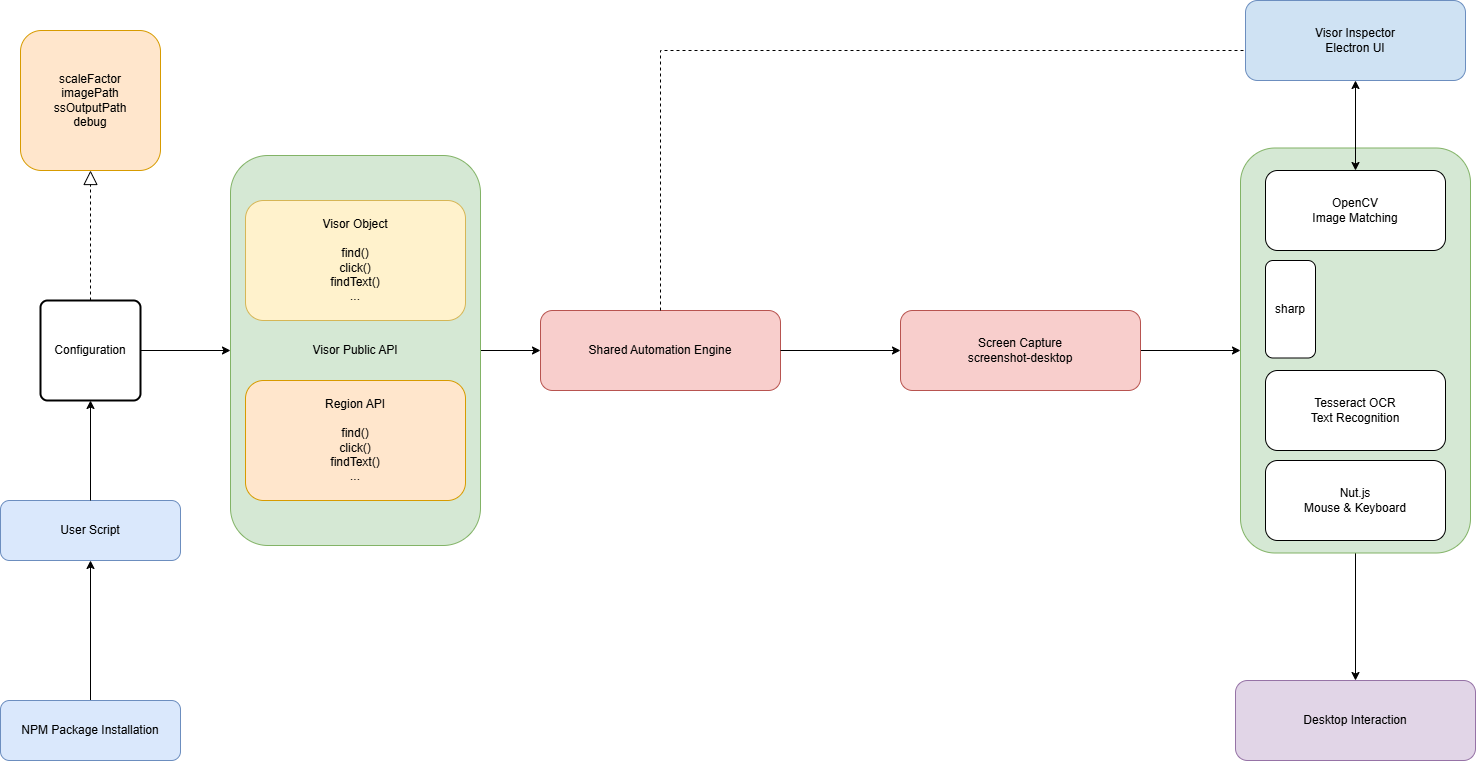 scaleFactor
imagePath
ssOutputPath
debug
Configuration
User Script
NPM Package Installation
Visor Object
find()
click()
findText()
...
Visor Public API
Region API
find()
click()
findText()
...
Shared Automation Engine
Screen Capture
screenshot-desktop
Visor Inspector
Electron UI
OpenCV
Image Matching
sharp
Tesseract OCR
Text Recognition
Nut.js
Mouse & Keyboard
Desktop Interaction